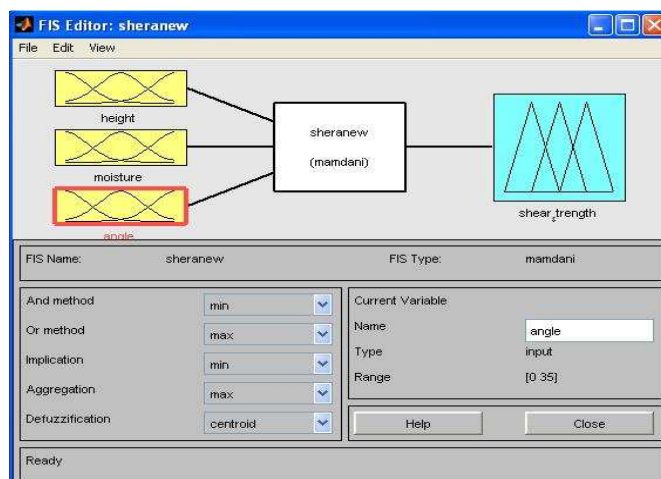 FIS Editor: sheranew
File Edit View
height
moisture
angle
sheranew
(mamdani)
shear_trength
FIS Name: sheranew FIS Type: mamdani
And method min
Or method max
Implication min
Aggregation max
Defuzzification centroid
Current Variable
Name angle
Type input
Range [0 35]
Help Close
Ready